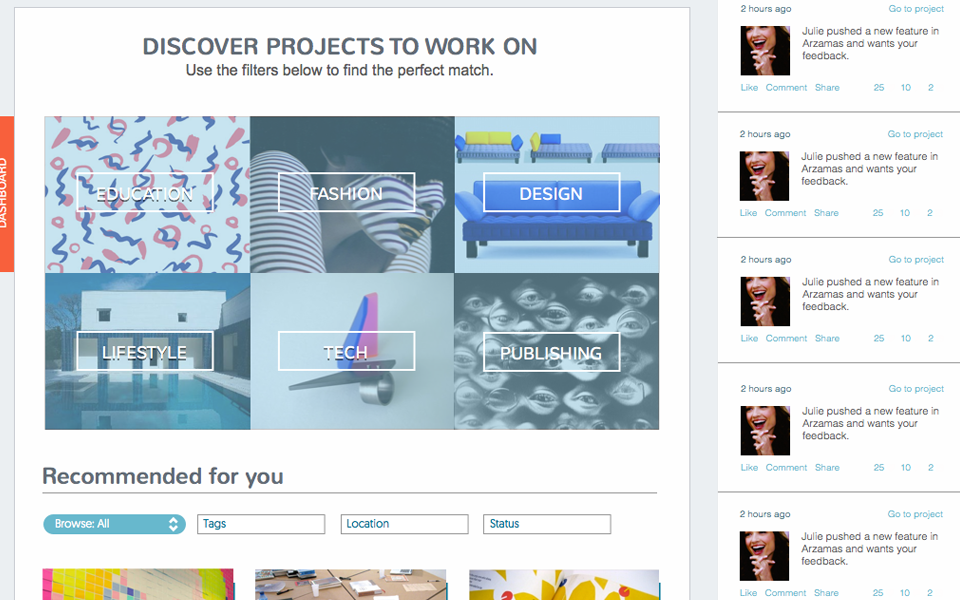 DISCOVER PROJECTS TO WORK ON
Use the filters below to find the perfect match.
DASHBOARD
EDUCATION
FASHION
DESIGN
LIFESTYLE
TECH
PUBLISHING
Recommended for you
Browse: All
Tags
Location
Status
2 hours ago
Go to project
Julie pushed a new feature in
Arzamas and wants your
feedback.
Like Comment Share 25 10 2
2 hours ago
Go to project
Julie pushed a new feature in
Arzamas and wants your
feedback.
Like Comment Share 25 10 2
2 hours ago
Go to project
Julie pushed a new feature in
Arzamas and wants your
feedback.
Like Comment Share 25 10 2
2 hours ago
Go to project
Julie pushed a new feature in
Arzamas and wants your
feedback.
Like Comment Share 25 10 2
2 hours ago
Go to project
Julie pushed a new feature in
Arzamas and wants your
feedback.
Like Comment Share 25 10 2